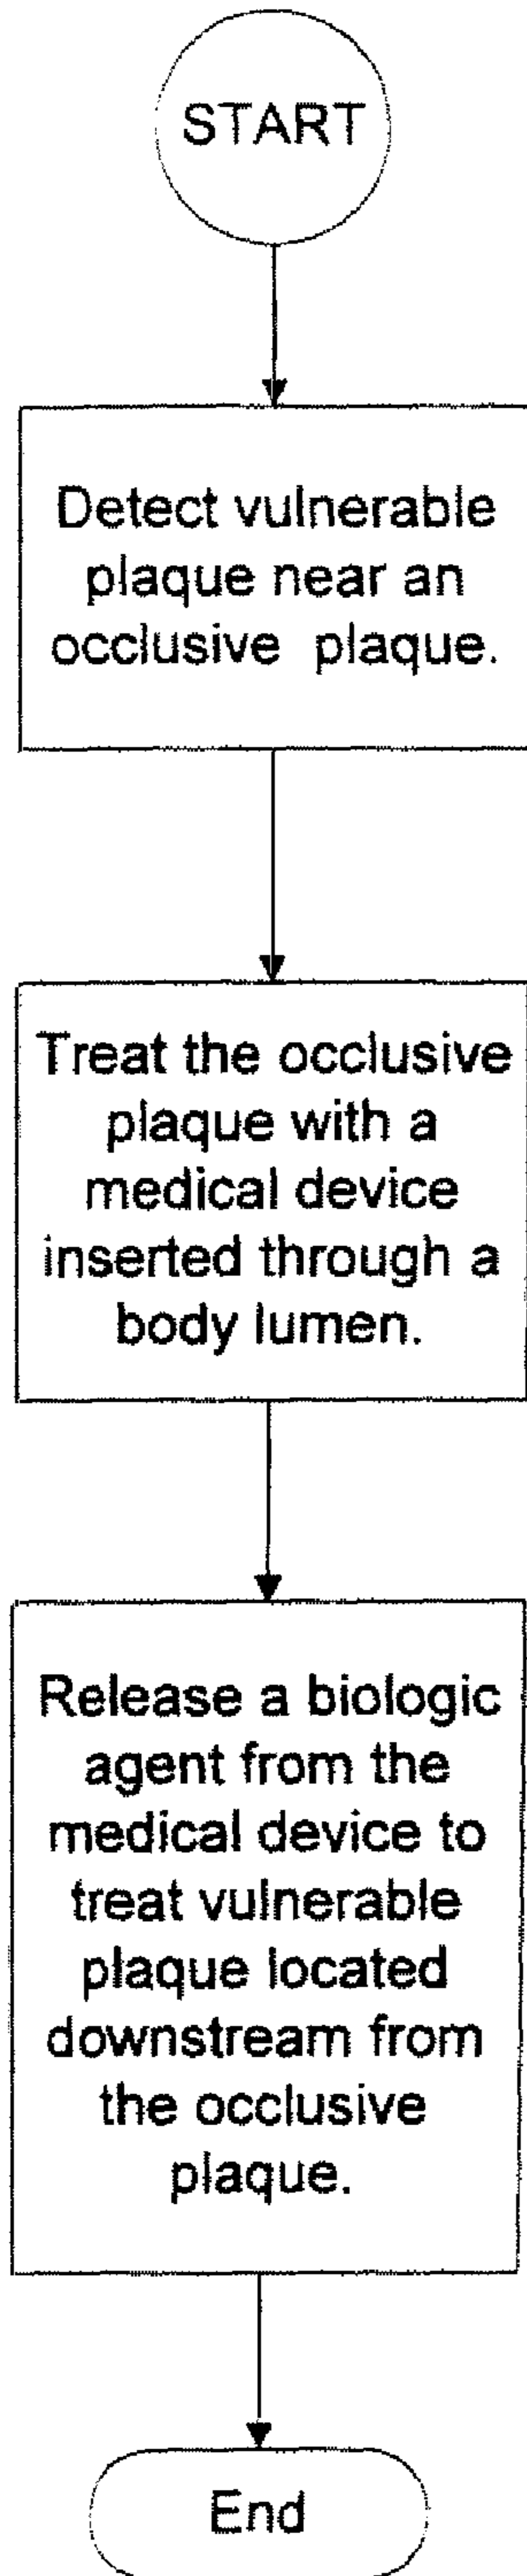 START
Detect vulnerable
plaque near an
occlusive plaque.
Treat the occlusive
plaque with a
medical device
inserted through a
body lumen.
Release a biologic
agent from the
medical device to
treat vulnerable
plaque located
downstream from
the occlusive
plaque.
End